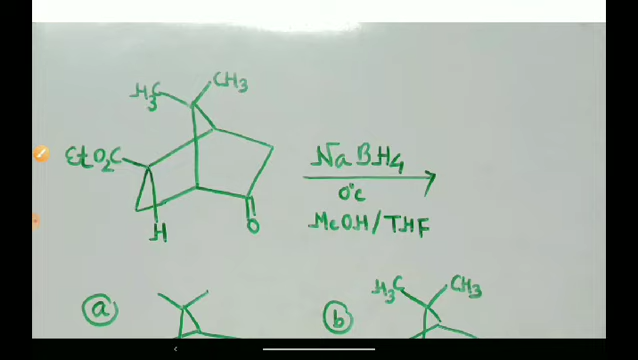 H3C CH3
EtO2C
H
O
NaBH4
0°C
MeOH/THF
(a)
(b)
H3C CH3